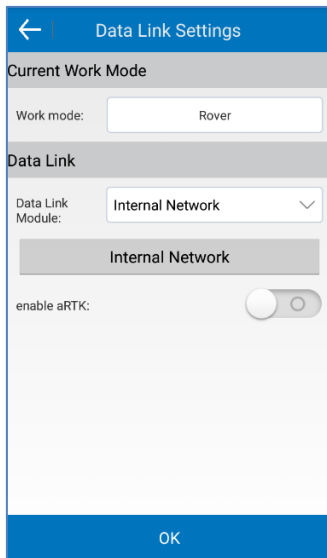 Data Link Settings
Current Work Mode
Work mode:
Rover
Data Link
Data Link
Module:
Internal Network
Internal Network
enable aRTK:
OK